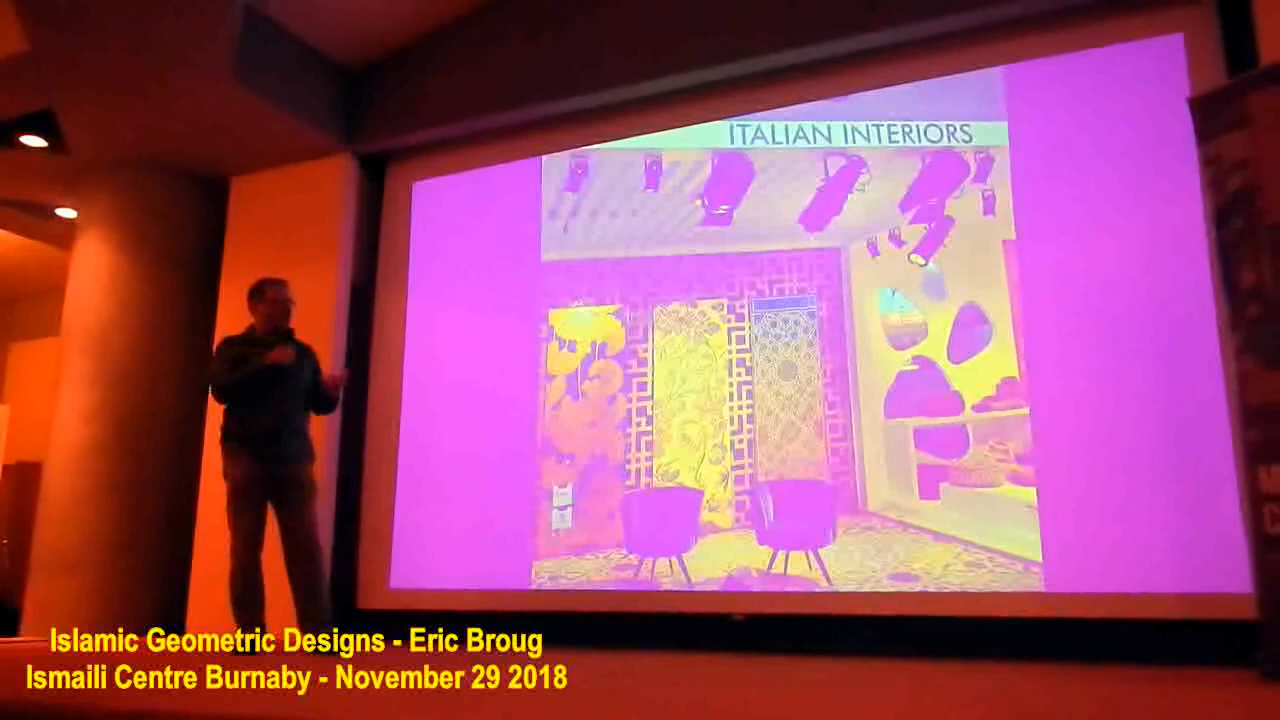 ITALIAN INTERIORS
Islamic Geometric Designs - Eric Broug
Ismaili Centre Burnaby - November 29 2018